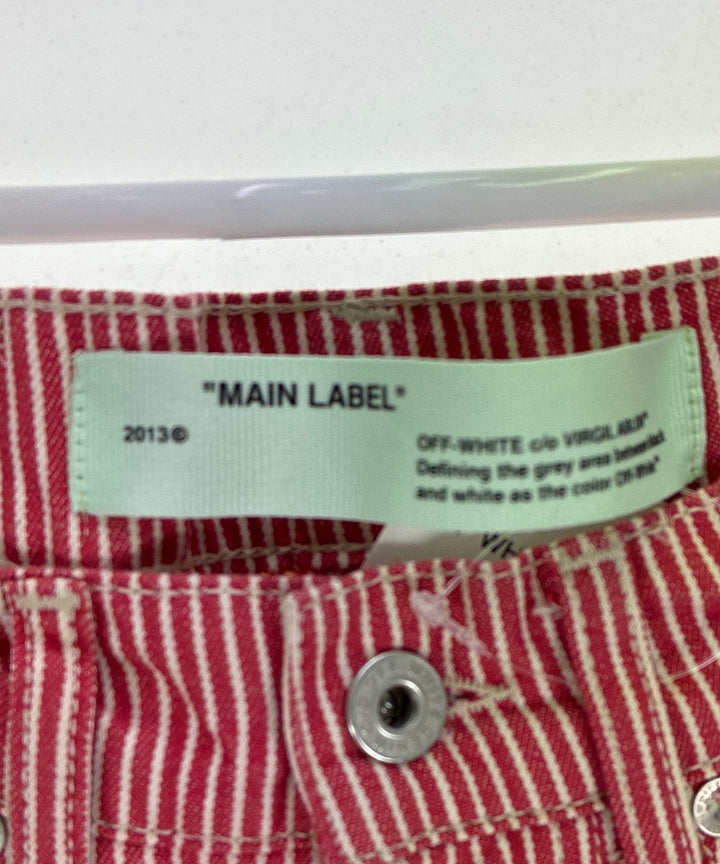 "MAIN LABEL"
2013©
OFF-WHITE c/o VIRGIL ABLOH"
Defining the grey area between black
and white as the color Off-White"